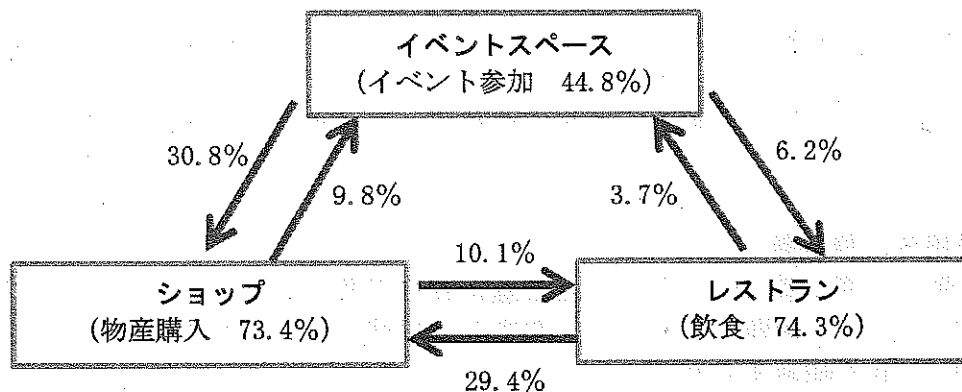 イベントスペース
(イベント参加 44.8%)
30.8%
9.8%
3.7%
6.2%
10.1%
ショップ
(物産購入 73.4%)
レストラン
(飲食 74.3%)
29.4%